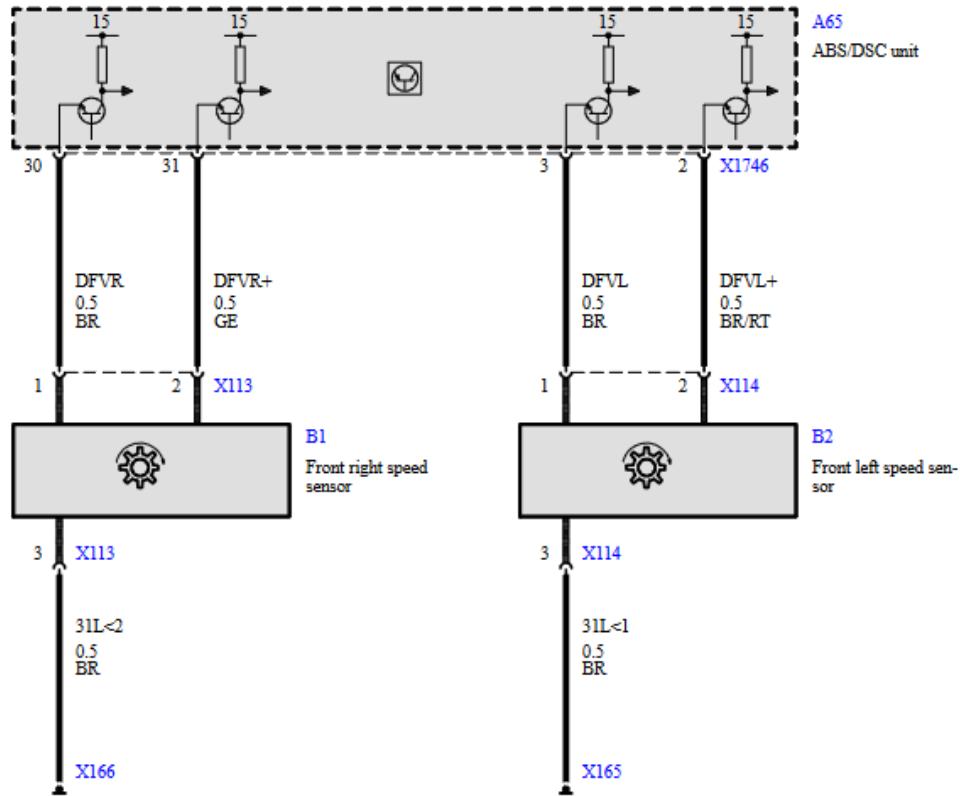 15
15
15
15
A65
ABS/DSC unit
30
31
3
2
X1746
DFVR
0.5
BR
DFVR+
0.5
GE
DFVL
0.5
BR
DFVL+
0.5
BR/RT
1
2
X113
1
2
X114
B1
Front right speed
sensor
B2
Front left speed sen-
sor
3
X113
3
X114
31L<2
0.5
BR
31L<1
0.5
BR
X166
X165